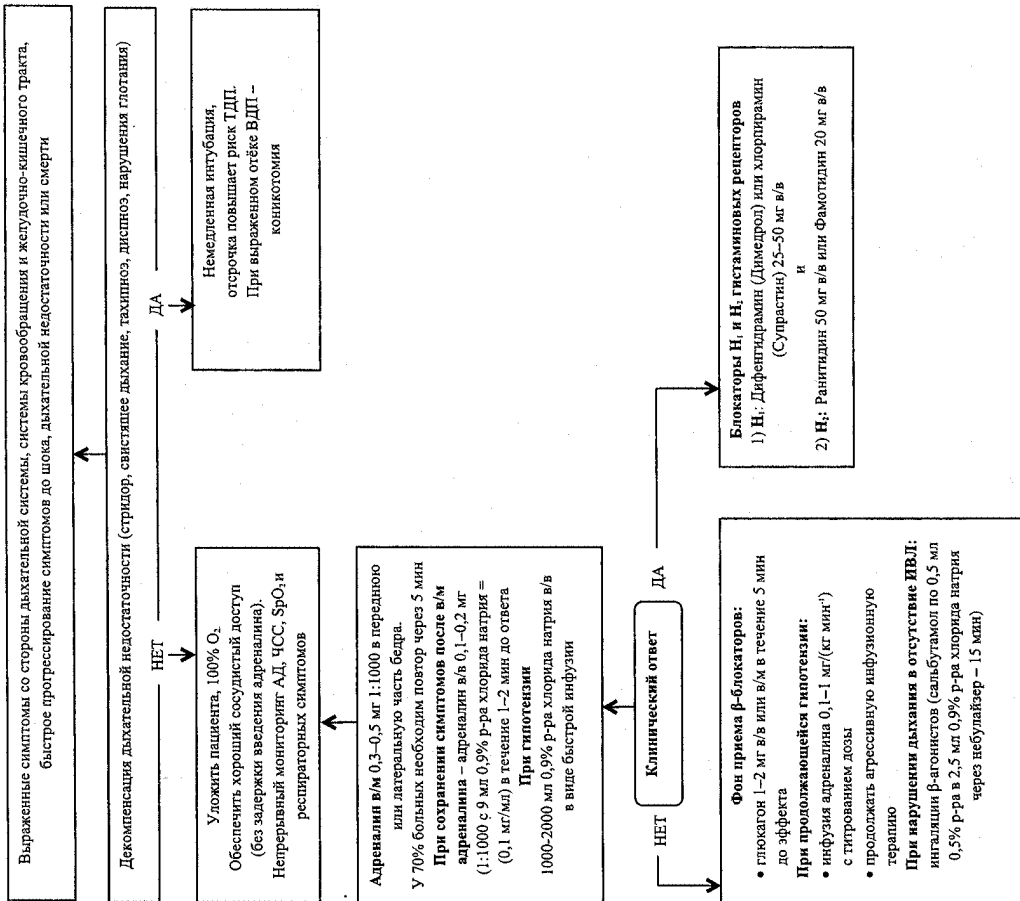 Выраженные симптомы со стороны дыхательной системы, системы кровообращения и желудочно-кишечного тракта,
быстрое прогрессирование симптомов до шока, дыхательной недостаточности или смерти
Декомпенсация дыхательной недостаточности (стридор, свистящее дыхание, тахипноэ, диспноэ, нарушения глотания)
НЕТ
ДА
Уложить пациента, 100% O₂
Обеспечить хороший сосудистый доступ
(без задержки введения адреналина).
Непрерывный мониторинг АД, ЧСС, SpO₂ и
респираторных симптомов
Немедленная интубация,
отсрочка повышает риск ТДП.
При выраженном отёке ВДП –
коникотомия
Адреналин в/м 0,3–0,5 мг 1:1000 в переднюю
или латеральную часть бедра.
У 70% больных необходим повтор через 5 мин
При сохранении симптомов после в/м
адреналина – адреналин в/в 0,1–0,2 мг
(1:1000 с 9 мл 0,9% р-ра хлорида натрия =
(0,1 мг/мл) в течение 1–2 мин до ответа
При гипотензии
1000-2000 мл 0,9% р-ра хлорида натрия в/в
в виде быстрой инфузии
Клинический ответ
НЕТ
ДА
Фон приема β-блокаторов:
• глюкагон 1–2 мг в/в или в/м в течение 5 мин
до эффекта
При продолжающейся гипотензии:
• инфузия адреналина 0,1–1 мг/(кг мин⁻¹)
с титрованием дозы
• продолжать агрессивную инфузионную
терапию
При нарушении дыхания в отсутствие ИВЛ:
ингаляции β-агонистов (сальбутамол по 0,5 мл
0,5% р-ра в 2,5 мл 0,9% р-ра хлорида натрия
через небулайзер – 15 мин)
Блокаторы H₁ и H₂ гистаминовых рецепторов
1) H₁: Дифенгидрамин (Димедрол) или хлорпирамин
(Супрастин) 25–50 мг в/в
и
2) H₂: Ранитидин 50 мг в/в или Фамотидин 20 мг в/в